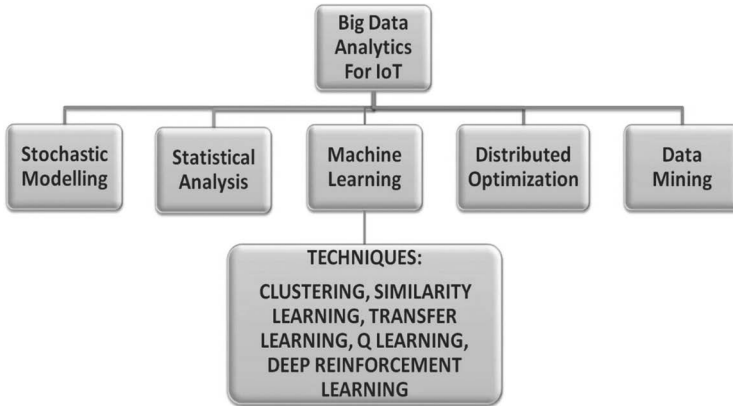 Big Data
Analytics
For IoT
Stochastic
Modelling
Statistical
Analysis
Machine
Learning
Distributed
Optimization
Data
Mining
TECHNIQUES:
CLUSTERING, SIMILARITY
LEARNING, TRANSFER
LEARNING, Q LEARNING,
DEEP REINFORCEMENT
LEARNING